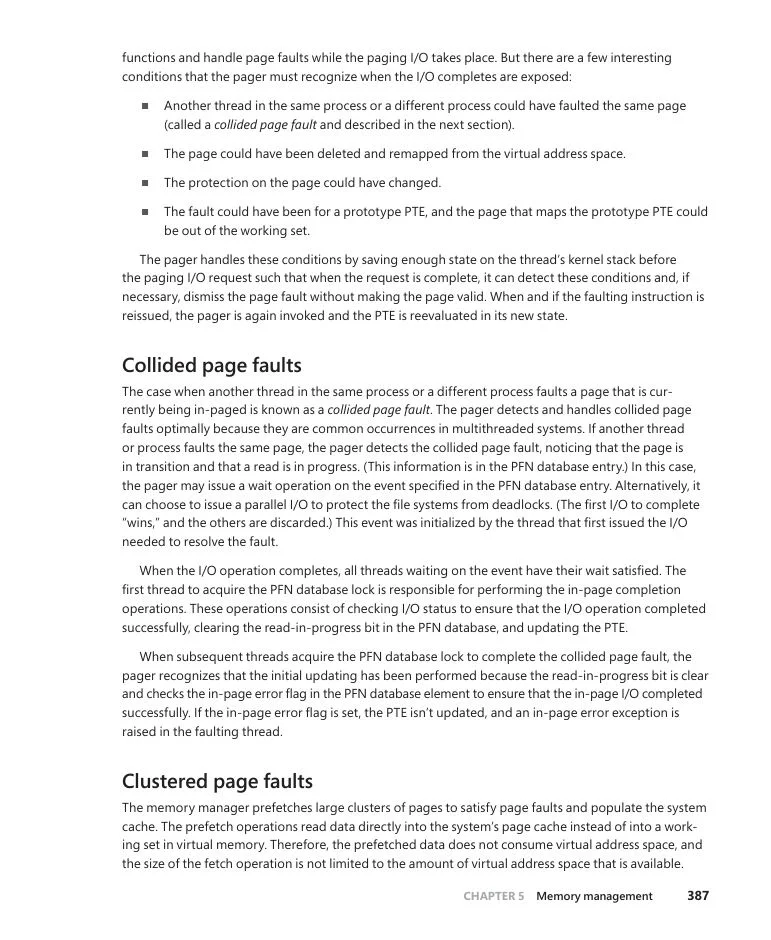 functions and handle page faults while the paging I/O takes place. But there are a few interesting
conditions that the pager must recognize when the I/O completes are exposed:
■ Another thread in the same process or a different process could have faulted the same page
(called a collided page fault and described in the next section).
■ The page could have been deleted and remapped from the virtual address space.
■ The protection on the page could have changed.
■ The fault could have been for a prototype PTE, and the page that maps the prototype PTE could
be out of the working set.
The pager handles these conditions by saving enough state on the thread’s kernel stack before
the paging I/O request such that when the request is complete, it can detect these conditions and, if
necessary, dismiss the page fault without making the page valid. When and if the faulting instruction is
reissued, the pager is again invoked and the PTE is reevaluated in its new state.
Collided page faults
The case when another thread in the same process or a different process faults a page that is cur-
rently being in-paged is known as a collided page fault. The pager detects and handles collided page
faults optimally because they are common occurrences in multithreaded systems. If another thread
or process faults the same page, the pager detects the collided page fault, noticing that the page is
in transition and that a read is in progress. (This information is in the PFN database entry.) In this case,
the pager may issue a wait operation on the event specified in the PFN database entry. Alternatively, it
can choose to issue a parallel I/O to protect the file systems from deadlocks. (The first I/O to complete
“wins,” and the others are discarded.) This event was initialized by the thread that first issued the I/O
needed to resolve the fault.
When the I/O operation completes, all threads waiting on the event have their wait satisfied. The
first thread to acquire the PFN database lock is responsible for performing the in-page completion
operations. These operations consist of checking I/O status to ensure that the I/O operation completed
successfully, clearing the read-in-progress bit in the PFN database, and updating the PTE.
When subsequent threads acquire the PFN database lock to complete the collided page fault, the
pager recognizes that the initial updating has been performed because the read-in-progress bit is clear
and checks the in-page error flag in the PFN database element to ensure that the in-page I/O completed
successfully. If the in-page error flag is set, the PTE isn’t updated, and an in-page error exception is
raised in the faulting thread.
Clustered page faults
The memory manager prefetches large clusters of pages to satisfy page faults and populate the system
cache. The prefetch operations read data directly into the system’s page cache instead of into a work-
ing set in virtual memory. Therefore, the prefetched data does not consume virtual address space, and
the size of the fetch operation is not limited to the amount of virtual address space that is available.
CHAPTER 5 Memory management 387